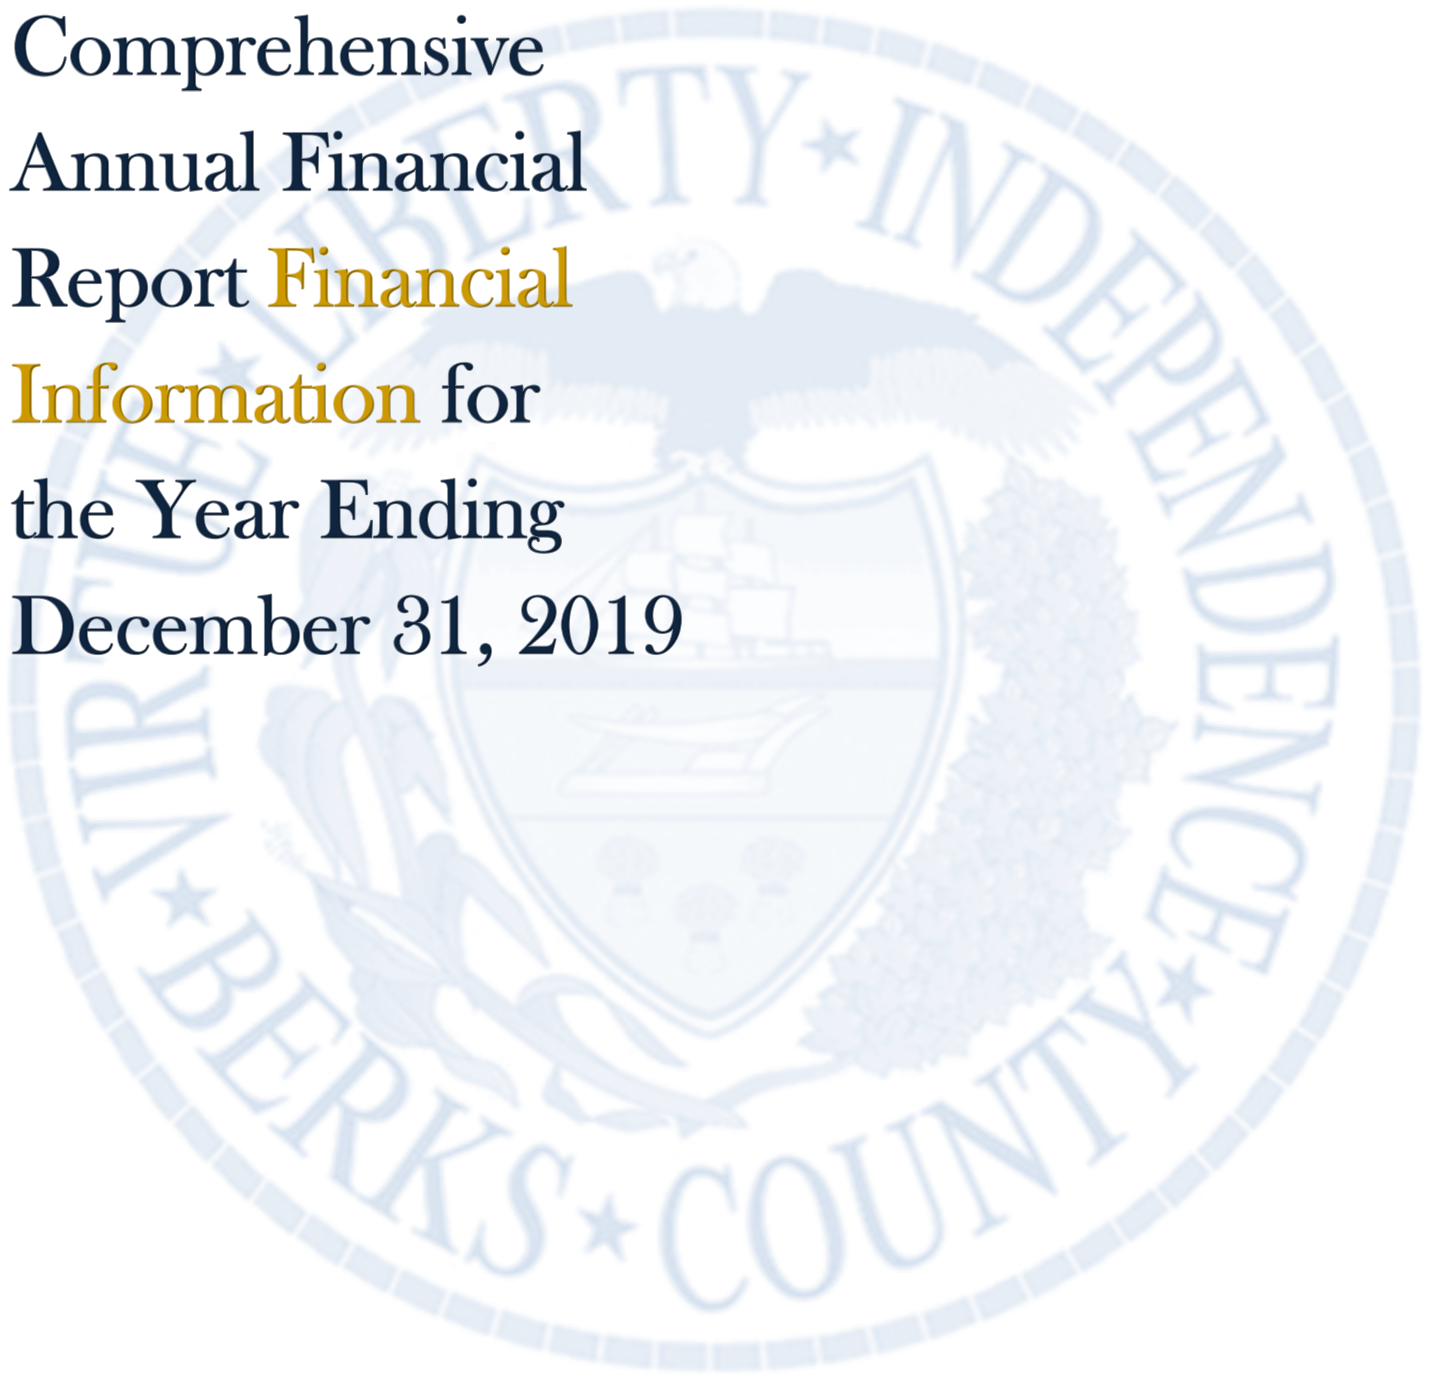 Comprehensive
Annual Financial
Report Financial
Information for
the Year Ending
December 31, 2019
VIRTUE ★ LIBERTY ★ INDEPENDENCE ★
BERKS ★ COUNTY ★